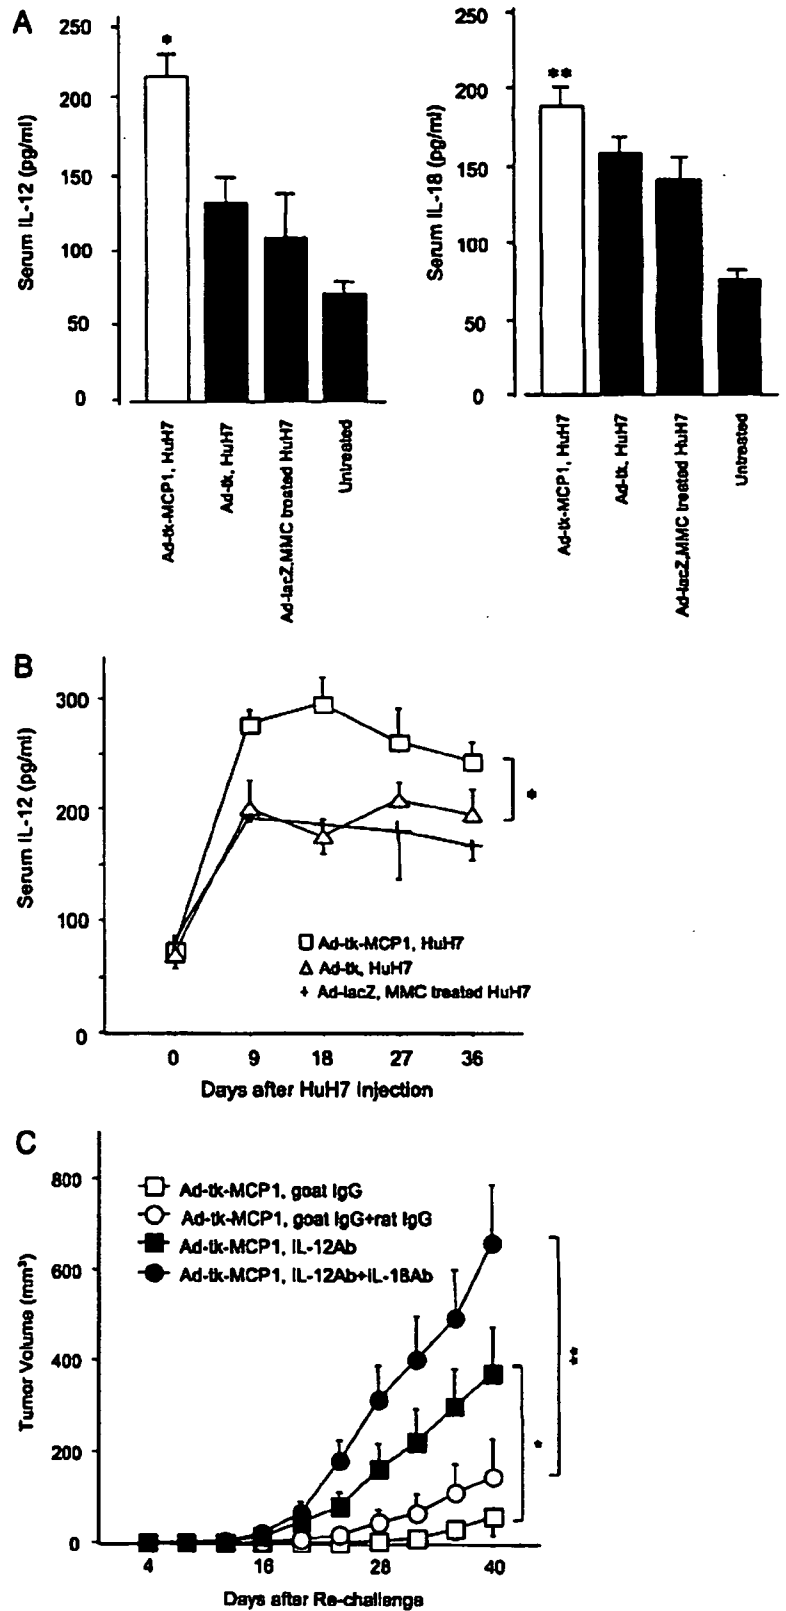 A
250
200
150
100
50
0
Serum IL-12 (pg/ml)
*
Ad-tk-MCP1, HuH7
Ad-tk, HuH7
Ad-lacZ,MMC treated HuH7
Untreated
250
200
150
100
50
0
Serum IL-18 (pg/ml)
**
Ad-tk-MCP1, HuH7
Ad-tk, HuH7
Ad-lacZ,MMC treated HuH7
Untreated
B
300
200
100
0
Serum IL-12 (pg/ml)
*
Ad-tk-MCP1, HuH7
Ad-tk, HuH7
Ad-lacZ, MMC treated HuH7
0 9 18 27 36
Days after HuH7 Injection
C
800
600
400
200
0
Tumor Volume (mm³)
Ad-tk-MCP1, goat IgG
Ad-tk-MCP1, goat IgG+rat IgG
Ad-tk-MCP1, IL-12Ab
Ad-tk-MCP1, IL-12Ab+IL-18Ab
**
*
4 16 28 40
Days after Re-challenge